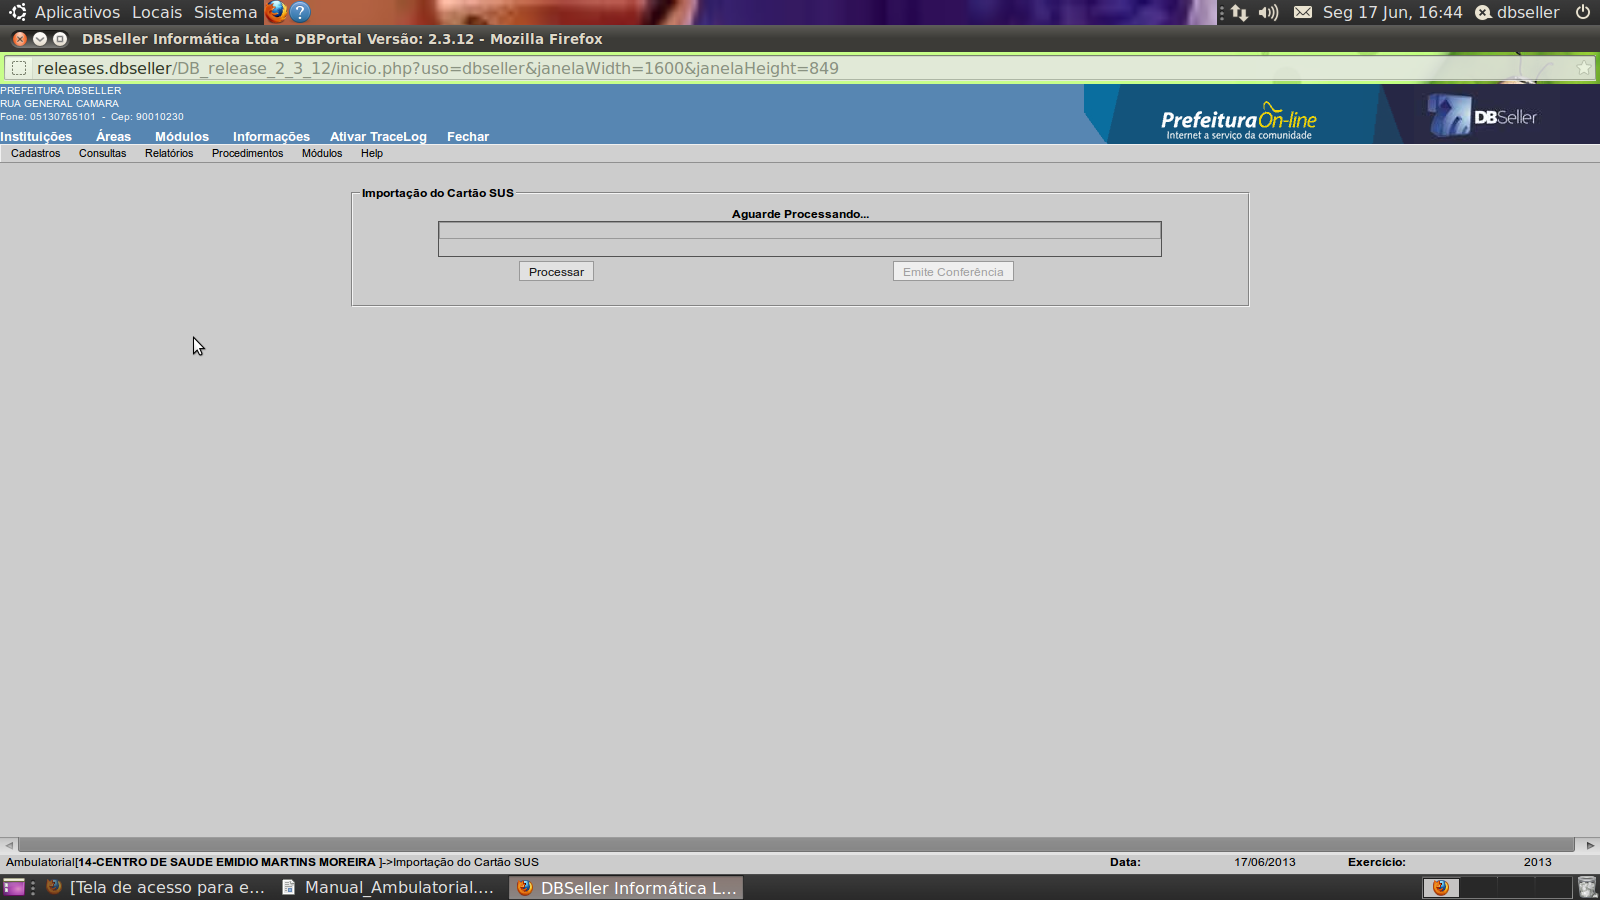 Aplicativos Locais Sistema
Seg 17 Jun, 16:44 dbseller
DBSeller Informática Ltda - DBPortal Versão: 2.3.12 - Mozilla Firefox
releases.dbseller/DB_release_2_3_12/inicio.php?uso=dbseller&janelaWidth=1600&janelaHeight=849
PREFEITURA DBSELLER
RUA GENERAL CAMARA
Fone: 05130765101 - Cep: 90010230
Prefeitura On-line
Internet a serviço da comunidade
DBSeller
Instituições Áreas Módulos Informações Ativar TraceLog Fechar
Cadastros Consultas Relatórios Procedimentos Módulos Help
Importação do Cartão SUS
Aguarde Processando...
Processar Emite Conferência
Ambulatorial[14-CENTRO DE SAUDE EMIDIO MARTINS MOREIRA ]->Importação do Cartão SUS Data: 17/06/2013 Exercício: 2013
[Tela de acesso para e... Manual_Ambulatorial.... DBSeller Informática L...